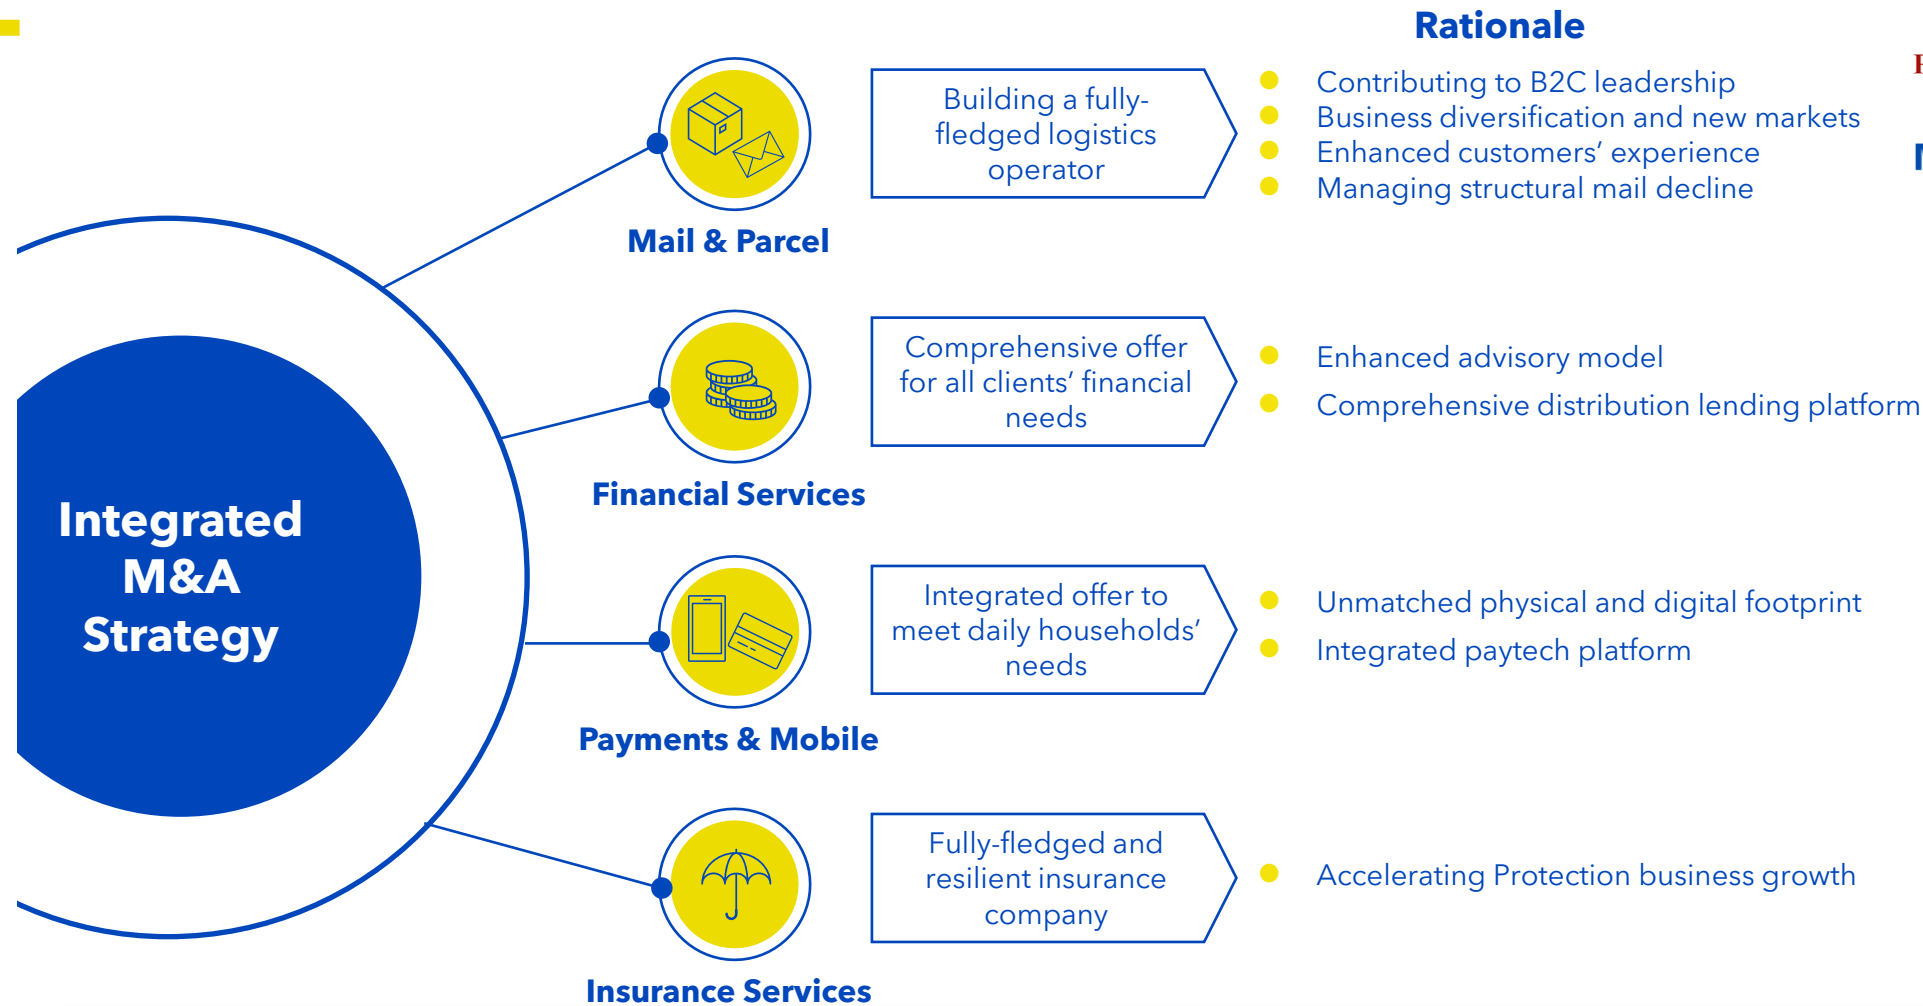 Rationale
Integrated
M&A
Strategy
Mail & Parcel
Building a fully-
fledged logistics
operator
Contributing to B2C leadership
Business diversification and new markets
Enhanced customers’ experience
Managing structural mail decline
Financial Services
Comprehensive offer
for all clients’ financial
needs
Enhanced advisory model
Comprehensive distribution lending platform
Payments & Mobile
Integrated offer to
meet daily households’
needs
Unmatched physical and digital footprint
Integrated paytech platform
Insurance Services
Fully-fledged and
resilient insurance
company
Accelerating Protection business growth